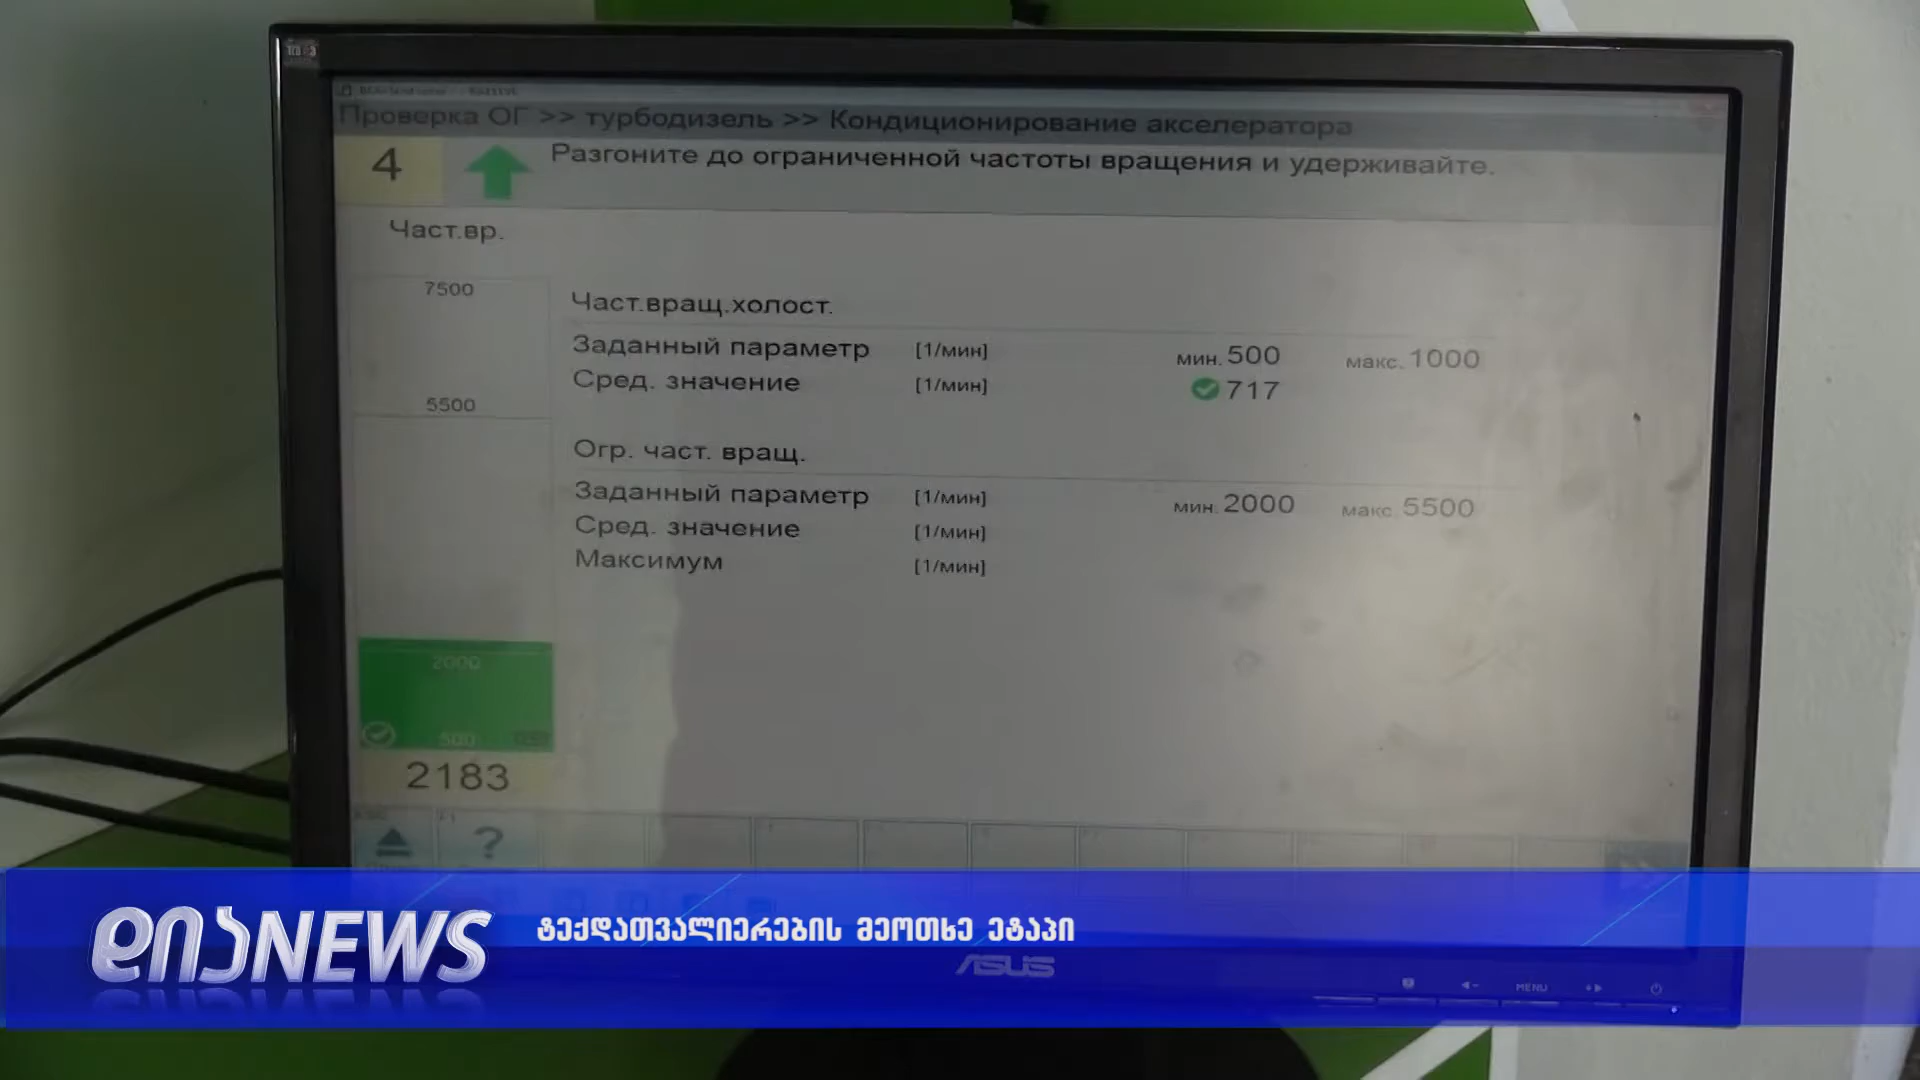 Проверка ОГ >> турбодизель >> Кондиционирование акселератора
4
Разгоните до ограниченной частоты вращения и удерживайте.
Част.вр.
7500
5500
2000
500
2183
Част.вращ.холост.
Заданный параметр [1/мин] мин. 500 макс. 1000
Сред. значение [1/мин] 717
Огр. част. вращ.
Заданный параметр [1/мин] мин. 2000 макс. 5500
Сред. значение [1/мин]
Максимум [1/мин]
F1
?
დიაNEWS
ტექდათვალიერების მეოთხე ეტაპი
ASUS
MENU